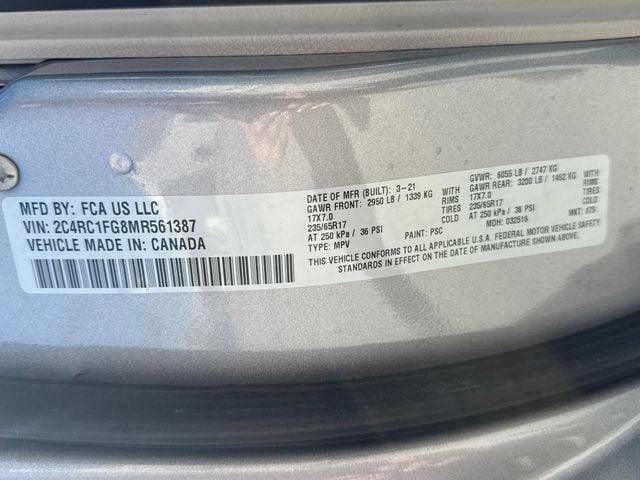 MFD BY: FCA US LLC
VIN: 2C4RC1FG8MR561387
VEHICLE MADE IN: CANADA
DATE OF MFR (BUILT): 3-21 GVWR: 6055 LB / 2747 KG
GAWR FRONT: 2950 LB / 1339 KG WITH GAWR REAR: 3200 LB / 1452 KG WITH
17X7.0 RIMS 17X7.0 RIMS
235/65R17 TIRES 235/65R17 TIRES
AT 250 kPa / 36 PSI COLD AT 250 kPa / 36 PSI COLD
MDH: 032516 MKT:
TYPE: MPV PAINT: PSC
THIS VEHICLE CONFORMS TO ALL APPLICABLE U.S.A. FEDERAL MOTOR VEHICLE SAFETY
STANDARDS IN EFFECT ON THE DATE OF MANUFACTURE SHOWN ABOVE.